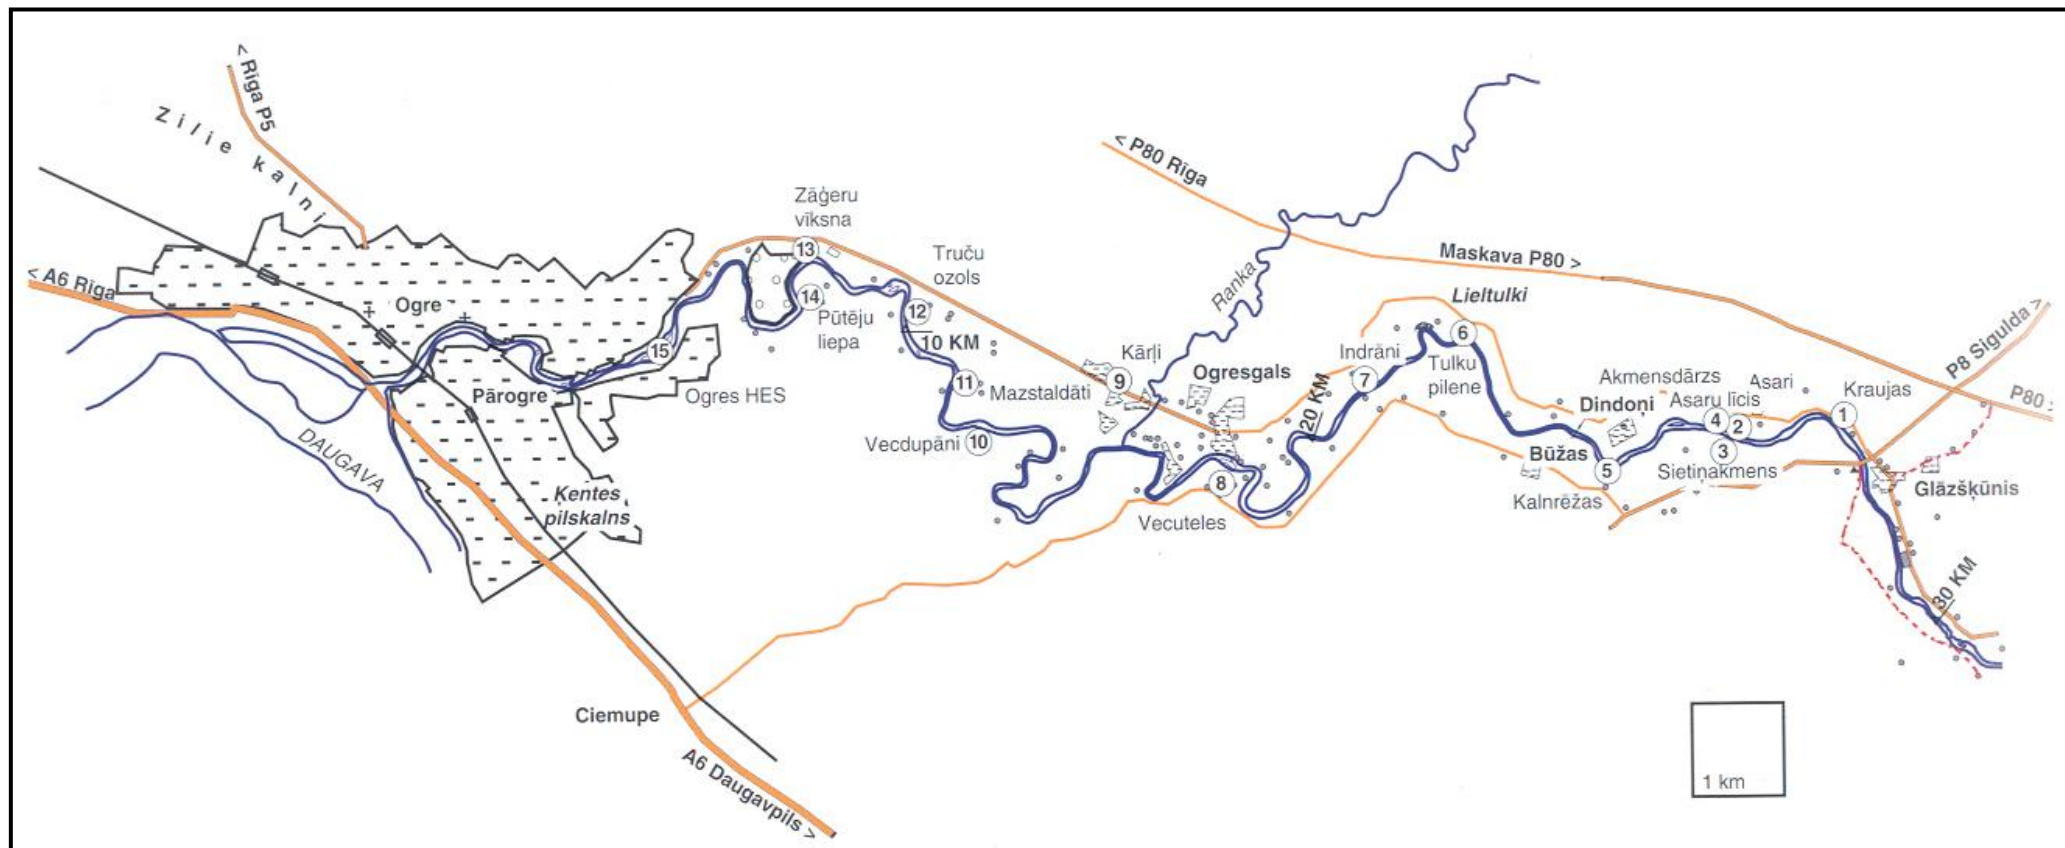 < Rīga P5
Zilie kalni
< A6 Rīga
Ogre
Pārogre
DAUGAVA
Ķentes
pilskalns
Ciemupe
A6 Daugavpils >
15
Ogres HES
Zāģeru
vīksna
13
14
Pūtēju
liepa
Truču
ozols
12
10 KM
11
Mazstaldāti
Vecdupāni
10
Kārļi
9
Ranka
Ogresgals
8
Vecuteles
20 KM
< P80 Rīga
Maskava P80 >
Lieltulki
6
Indrāni
7
Tulku
pilene
Akmensdārzs
Asari
Asaru līcis
Dindoņi
4
2
3
Būžas
5
Sietiņakmens
Kalnrēžas
Kraujas
1
P8 Sigulda >
P80 >
Glāzšķūnis
30 KM
1 km